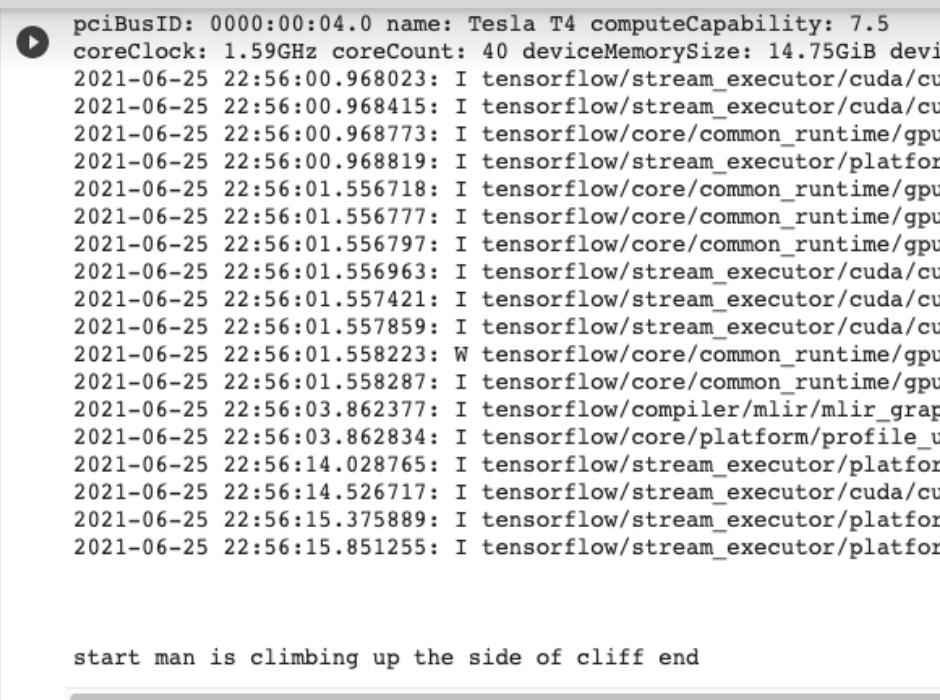 pciBusID: 0000:00:04.0 name: Tesla T4 computeCapability: 7.5
coreClock: 1.59GHz coreCount: 40 deviceMemorySize: 14.75GiB devi
2021-06-25 22:56:00.968023: I tensorflow/stream_executor/cuda/cu
2021-06-25 22:56:00.968415: I tensorflow/stream_executor/cuda/cu
2021-06-25 22:56:00.968773: I tensorflow/core/common_runtime/gpu
2021-06-25 22:56:00.968819: I tensorflow/stream_executor/platfor
2021-06-25 22:56:01.556718: I tensorflow/core/common_runtime/gpu
2021-06-25 22:56:01.556777: I tensorflow/core/common_runtime/gpu
2021-06-25 22:56:01.556797: I tensorflow/core/common_runtime/gpu
2021-06-25 22:56:01.556963: I tensorflow/stream_executor/cuda/cu
2021-06-25 22:56:01.557421: I tensorflow/stream_executor/cuda/cu
2021-06-25 22:56:01.557859: I tensorflow/stream_executor/cuda/cu
2021-06-25 22:56:01.558223: W tensorflow/core/common_runtime/gpu
2021-06-25 22:56:01.558287: I tensorflow/core/common_runtime/gpu
2021-06-25 22:56:03.862377: I tensorflow/compiler/mlir/mlir_grap
2021-06-25 22:56:03.862834: I tensorflow/core/platform/profile_u
2021-06-25 22:56:14.028765: I tensorflow/stream_executor/platfor
2021-06-25 22:56:14.526717: I tensorflow/stream_executor/cuda/cu
2021-06-25 22:56:15.375889: I tensorflow/stream_executor/platfor
2021-06-25 22:56:15.851255: I tensorflow/stream_executor/platfor
start man is climbing up the side of cliff end